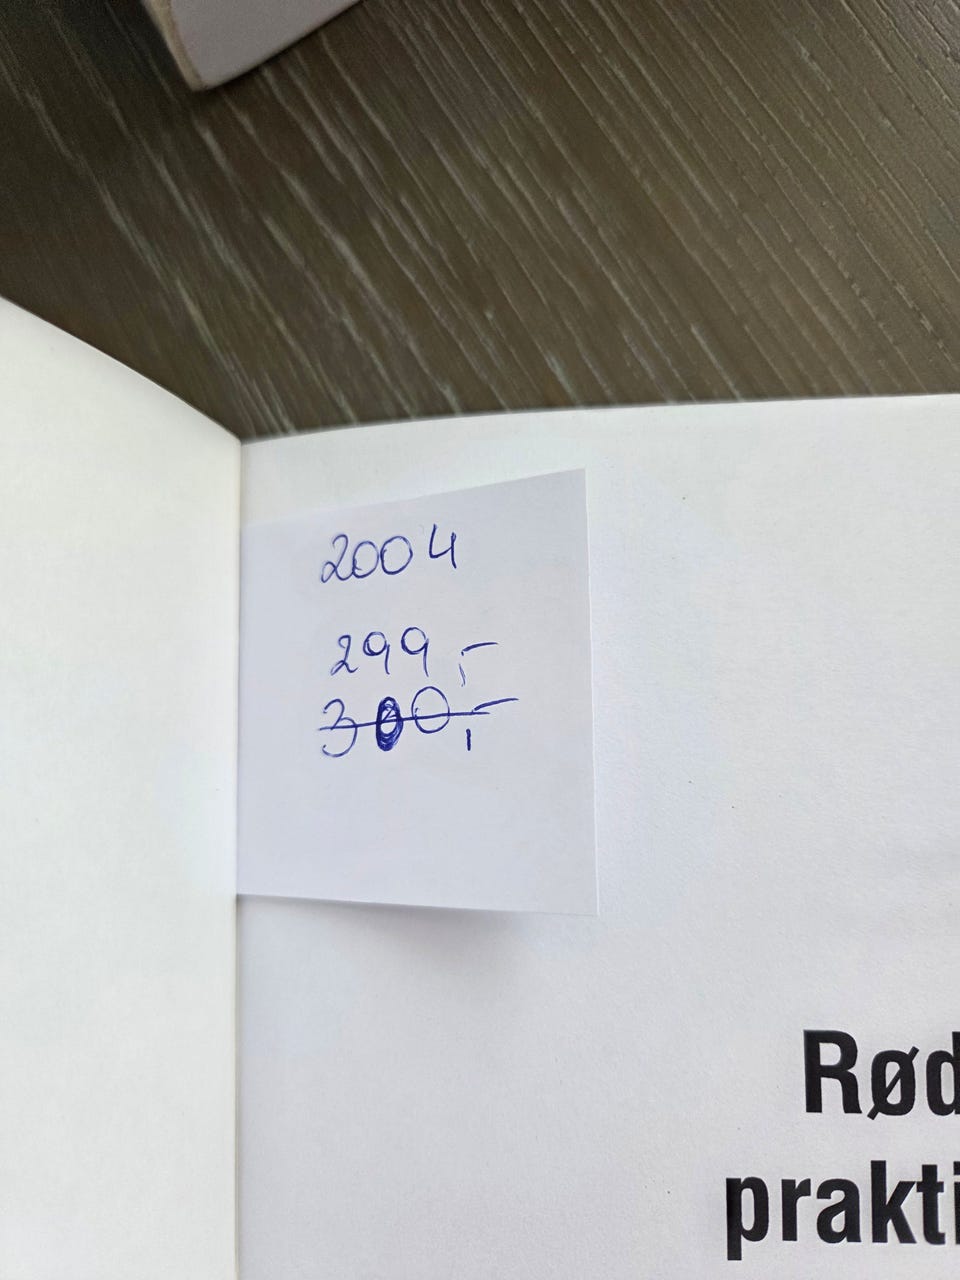 2004
299,-
300,-
Rød
prakti